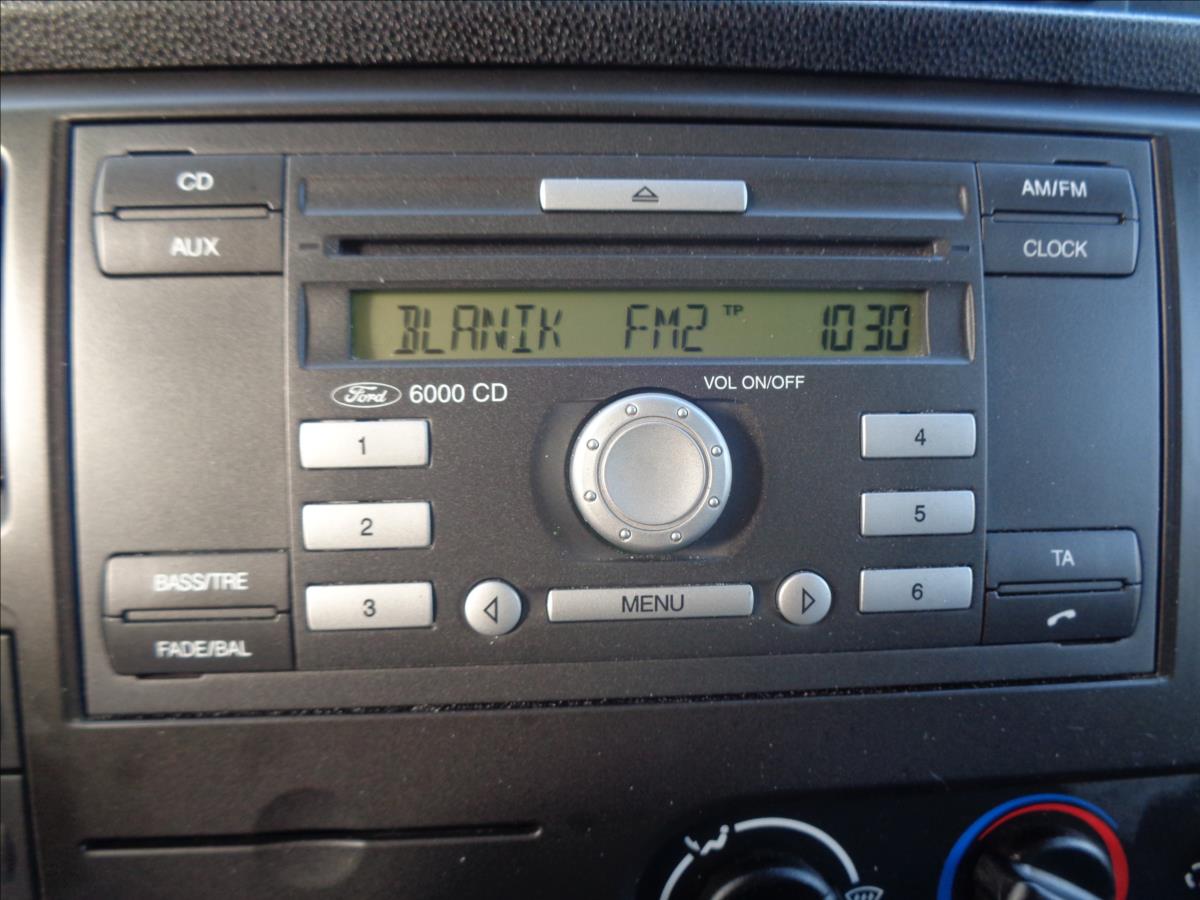 CD
AUX
AM/FM
CLOCK
BLANIK FM2 TP 1030
Ford 6000 CD
VOL ON/OFF
1
2
3
4
5
6
MENU
BASS/TRE
FADE/BAL
TA